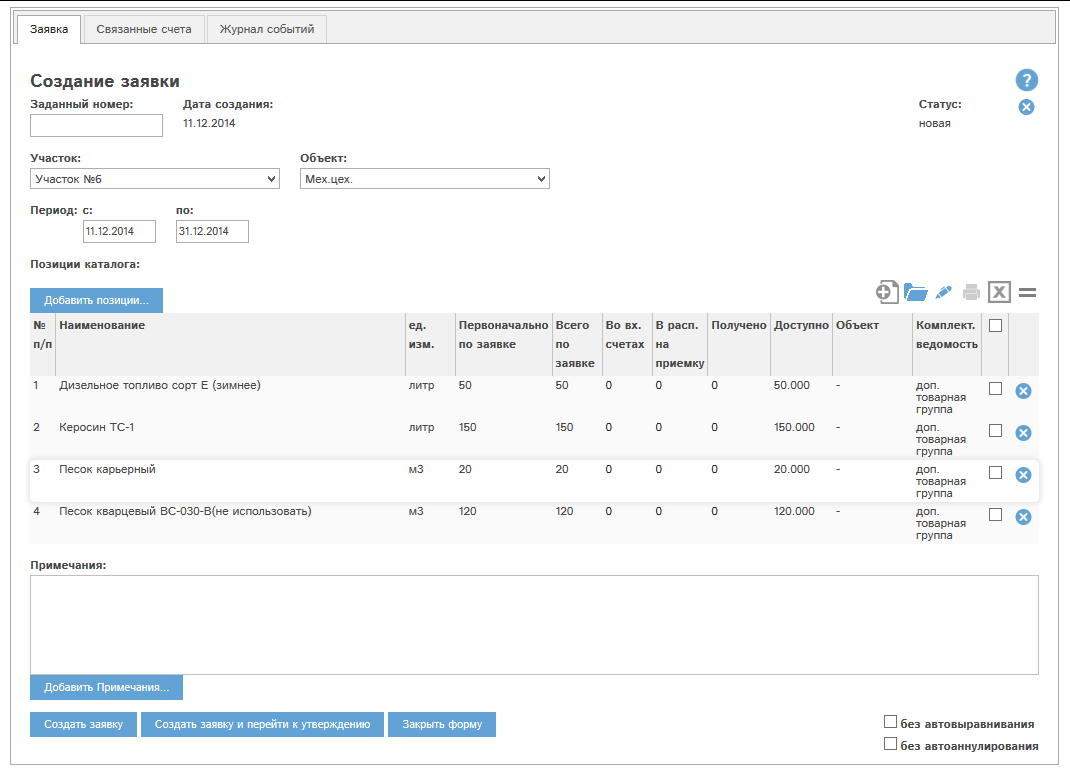 Заявка Связанные счета Журнал событий
Создание заявки
Заданный номер: Дата создания: Статус:
11.12.2014 новая
Участок: Объект:
Участок №6 Мех.цех.
Период: с: по:
11.12.2014 31.12.2014
Позиции каталога:
Добавить позиции...
№ п/п Наименование ед. изм. Первоначально по заявке Всего по заявке Во вх. счетах В расп. на приемку Получено Доступно Объект Комплект. ведомость
1 Дизельное топливо сорт Е (зимнее) литр 50 50 0 0 0 50.000 - доп. товарная группа
2 Керосин ТС-1 литр 150 150 0 0 0 150.000 - доп. товарная группа
3 Песок карьерный м3 20 20 0 0 0 20.000 - доп. товарная группа
4 Песок кварцевый ВС-030-В(не использовать) м3 120 120 0 0 0 120.000 - доп. товарная группа
Примечания:
Добавить Примечания...
Создать заявку Создать заявку и перейти к утверждению Закрыть форму
без автовыравнивания
без автоаннулирования